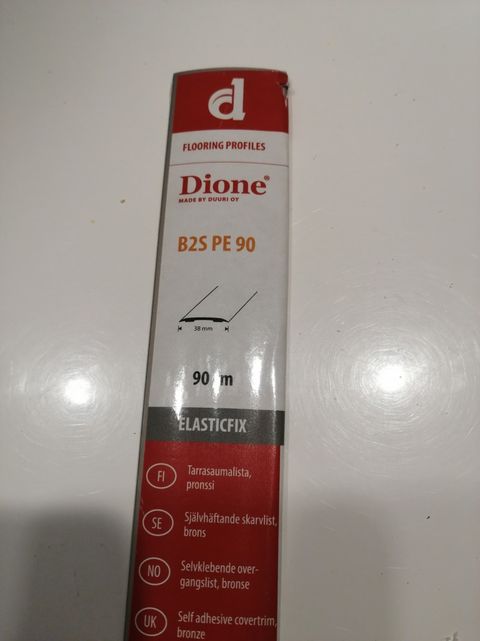 d
FLOORING PROFILES
Dione®
MADE BY DUURI OY
B2S PE 90
38 mm
90 m
ELASTICFIX
FI
Tarrasaumalista,
pronssi
SE
Självhäftande skarvlist,
brons
NO
Selvklebende over-
gangslist, bronse
UK
Self adhesive covertrim,
bronze